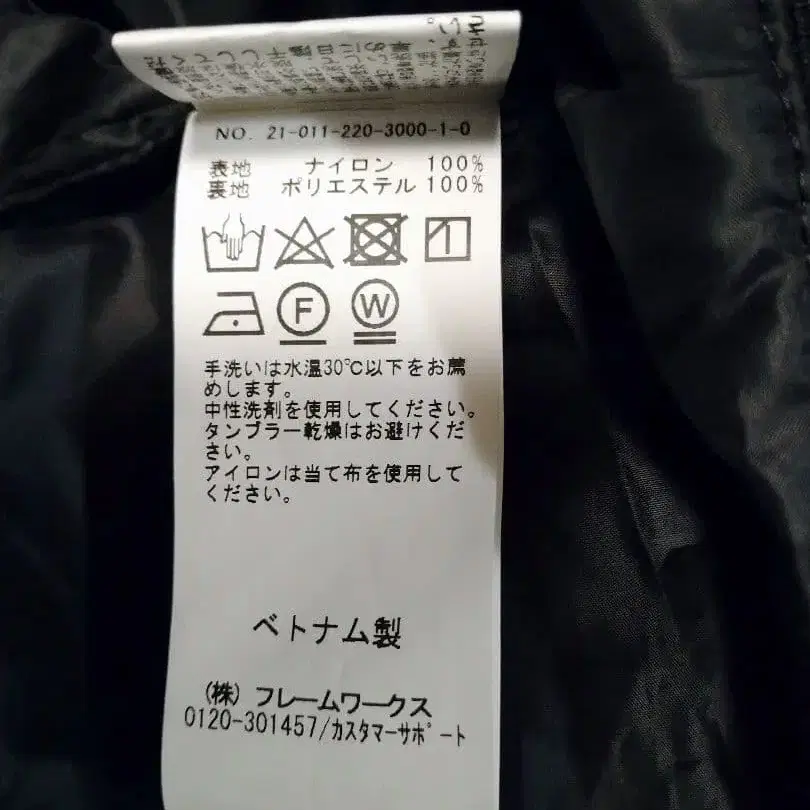 NO. 21-011-220-3000-1-0
表地 ナイロン 100%
裏地 ポリエステル 100%
F W
手洗いは水温30℃以下をお薦
めします。
中性洗剤を使用してください。
タンブラー乾燥はお避けくだ
さい。
アイロンは当て布を使用して
ください。
ベトナム製
(株) フレームワークス
0120-301457/カスタマーサポート